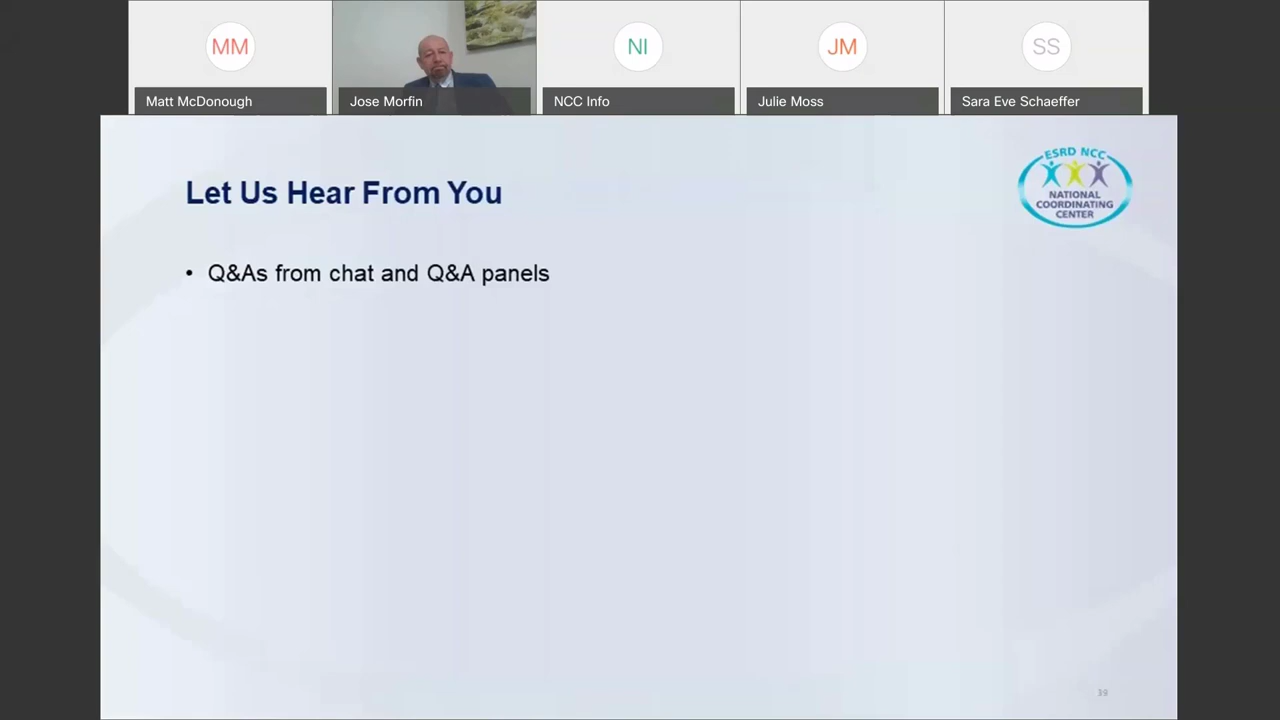 MM
NI
JM
SS
Matt McDonough
Jose Morfin
NCC Info
Julie Moss
Sara Eve Schaeffer
ESRD NCC
NATIONAL
COORDINATING
CENTER
Let Us Hear From You
• Q&As from chat and Q&A panels